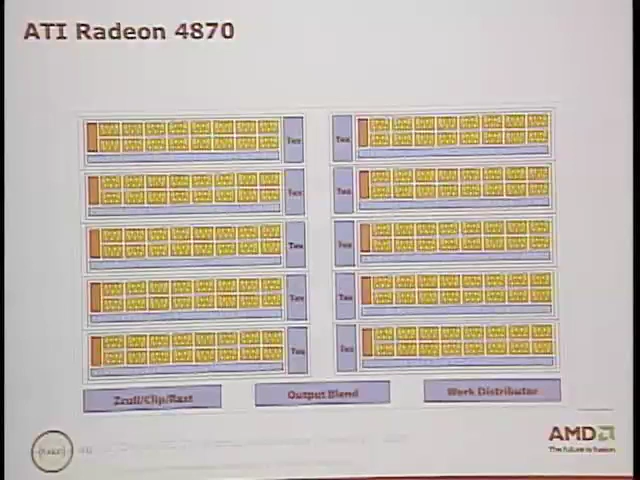 ATI Radeon 4870
Tex Tex
Tex Tex
Tex Tex
Tex Tex
Tex Tex
Zcull/Clip/Rast Output Blend Work Distributor
AMD
The future is fusion